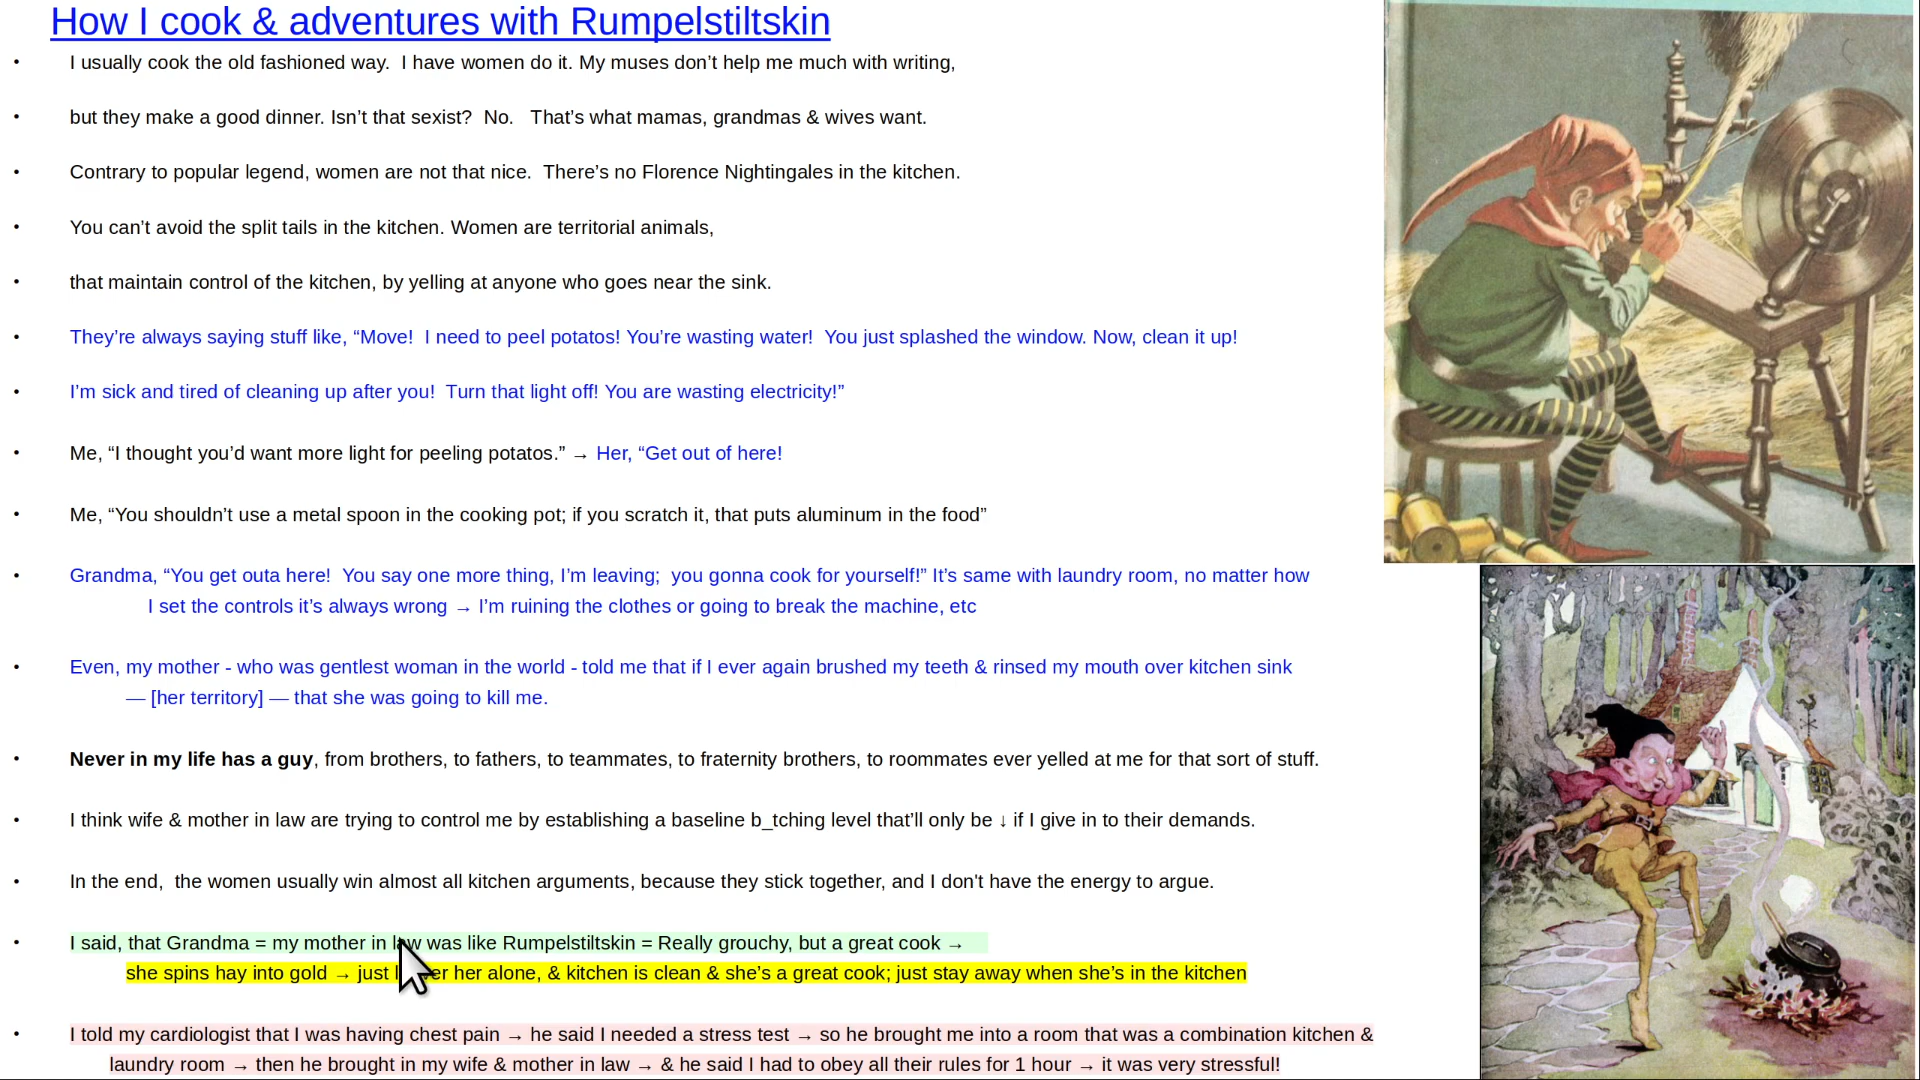 How I cook & adventures with Rumpelstiltskin
• I usually cook the old fashioned way.  I have women do it. My muses don’t help me much with writing,
• but they make a good dinner. Isn’t that sexist?  No.   That’s what mamas, grandmas & wives want.
• Contrary to popular legend, women are not that nice.  There’s no Florence Nightingales in the kitchen.
• You can’t avoid the split tails in the kitchen. Women are territorial animals,
• that maintain control of the kitchen, by yelling at anyone who goes near the sink.
• They’re always saying stuff like, “Move!  I need to peel potatos! You’re wasting water!  You just splashed the window. Now, clean it up!
• I’m sick and tired of cleaning up after you!  Turn that light off! You are wasting electricity!”
• Me, “I thought you’d want more light for peeling potatos.” → Her, “Get out of here!
• Me, “You shouldn’t use a metal spoon in the cooking pot; if you scratch it, that puts aluminum in the food”
• Grandma, “You get outa here!  You say one more thing, I’m leaving;  you gonna cook for yourself!” It’s same with laundry room, no matter how
I set the controls it’s always wrong → I’m ruining the clothes or going to break the machine, etc
• Even, my mother - who was gentlest woman in the world - told me that if I ever again brushed my teeth & rinsed my mouth over kitchen sink
— [her territory] — that she was going to kill me.
• Never in my life has a guy, from brothers, to fathers, to teammates, to fraternity brothers, to roommates ever yelled at me for that sort of stuff.
• I think wife & mother in law are trying to control me by establishing a baseline b_tching level that’ll only be ↓ if I give in to their demands.
• In the end,  the women usually win almost all kitchen arguments, because they stick together, and I don't have the energy to argue.
• I said, that Grandma = my mother in law was like Rumpelstiltskin = Really grouchy, but a great cook →
she spins hay into gold → just her alone, & kitchen is clean & she’s a great cook; just stay away when she’s in the kitchen
• I told my cardiologist that I was having chest pain → he said I needed a stress test → so he brought me into a room that was a combination kitchen &
laundry room → then he brought in my wife & mother in law → & he said I had to obey all their rules for 1 hour → it was very stressful!